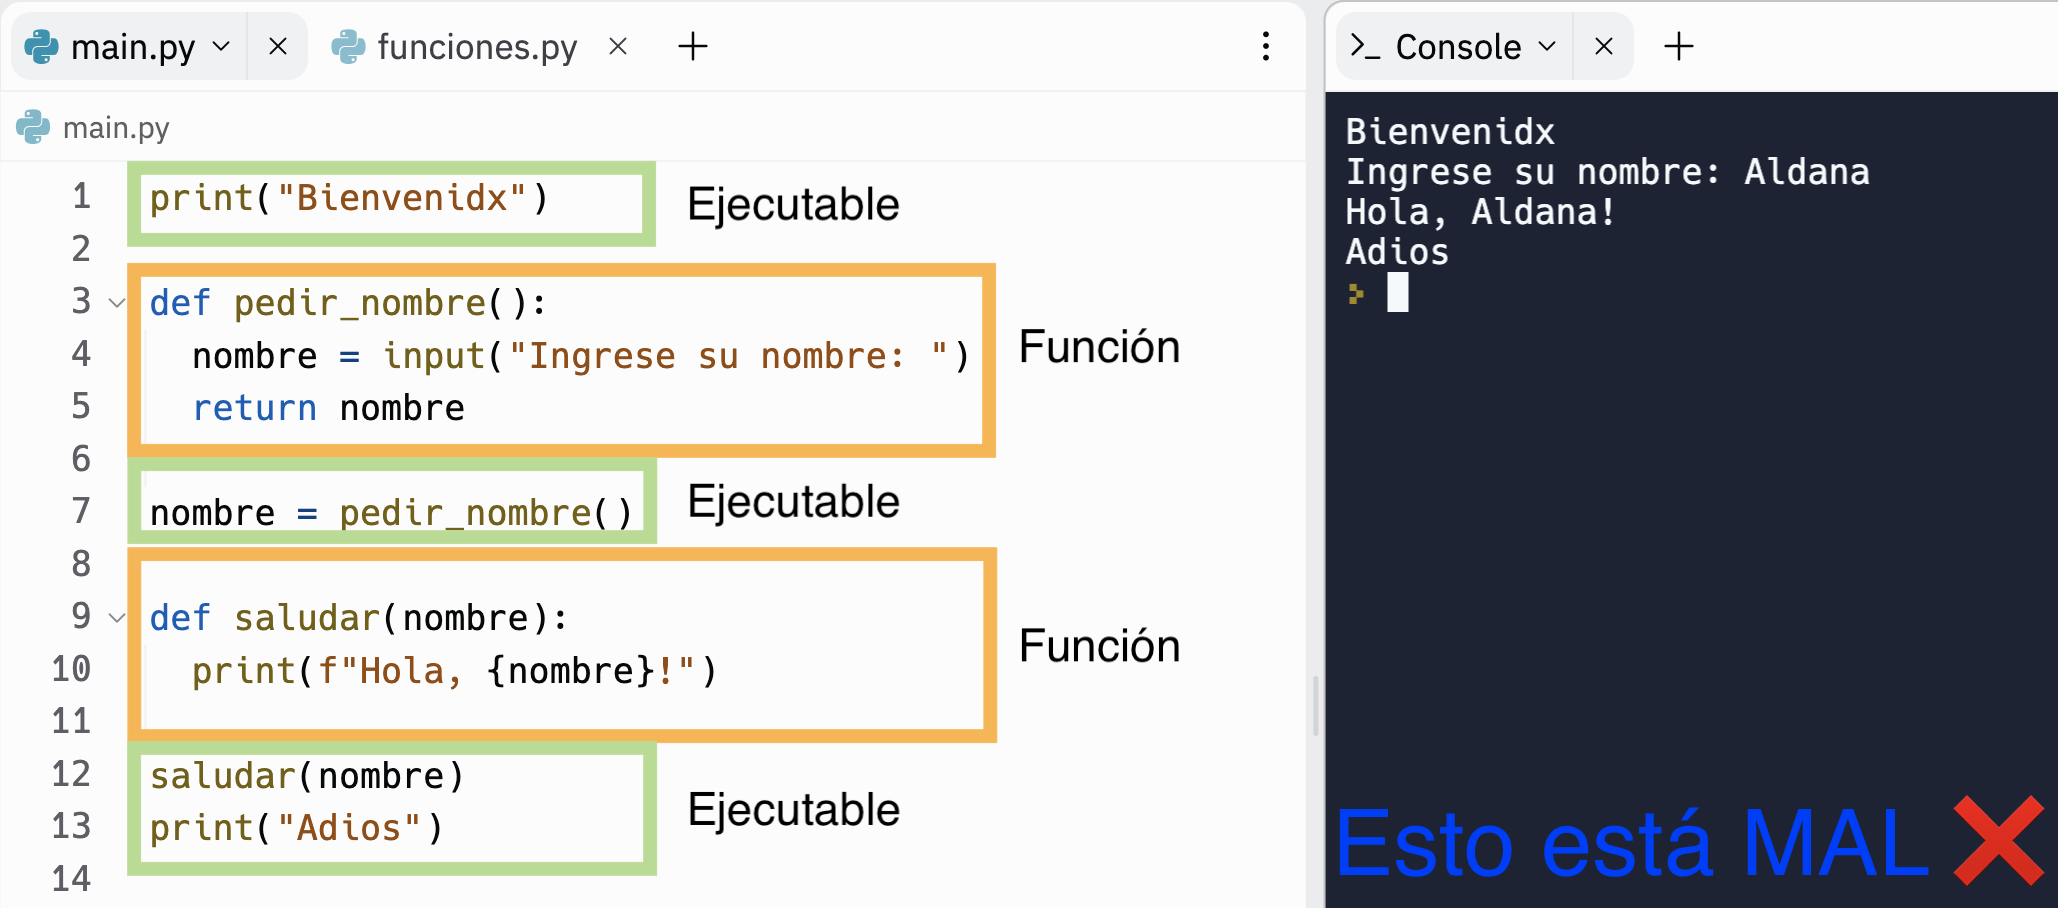 main.py
funciones.py
Console
main.py
1 print("Bienvenidx")
Ejecutable
2
3 def pedir_nombre():
4 nombre = input("Ingrese su nombre: ")
Función
5 return nombre
6
7 nombre = pedir_nombre()
Ejecutable
8
9 def saludar(nombre):
10 print(f"Hola, {nombre}!")
Función
11
12 saludar(nombre)
13 print("Adios")
Ejecutable
14
Bienvenidx
Ingrese su nombre: Aldana
Hola, Aldana!
Adios
Esto está MAL